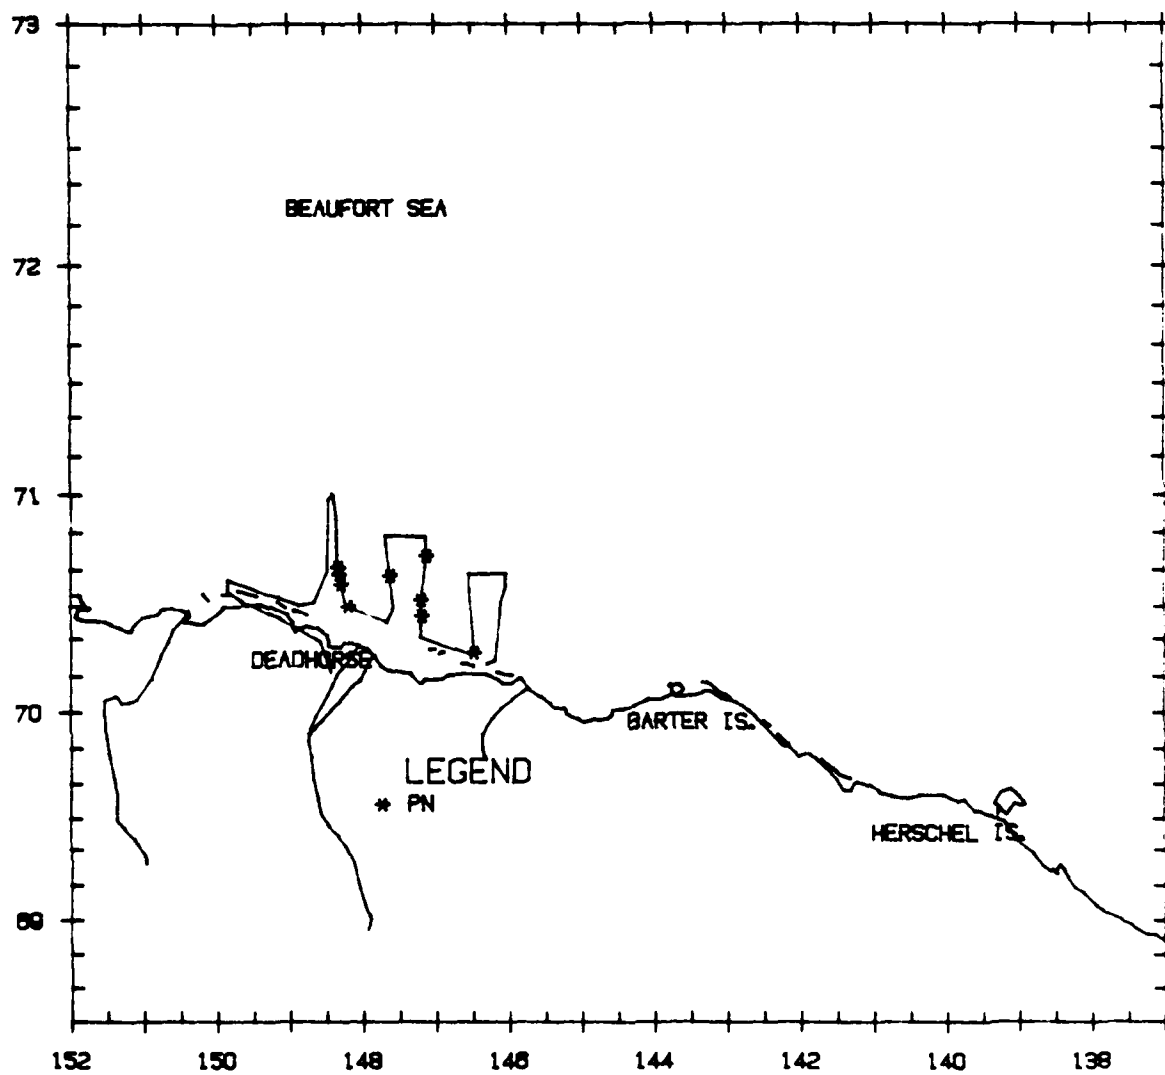 73
BEAUFORT SEA
72
71
DEADHORSE
70
BARTER IS.
LEGEND
* PN
HERSCHEL IS.
69
152 150 148 146 144 142 140 138